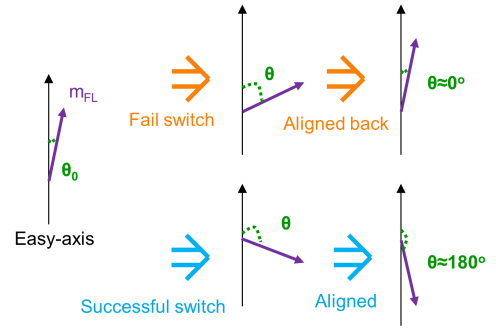 m_FL
θ₀
Easy-axis
θ
Fail switch
Aligned back
θ≈0°
θ
Successful switch
Aligned
θ≈180°